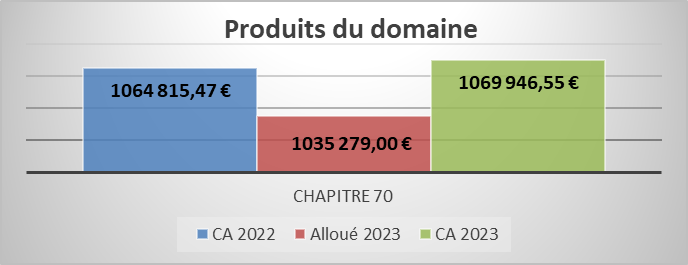 Produits du domaine
1064 815,47 €
1035 279,00 €
1069 946,55 €
CHAPITRE 70
CA 2022 Alloué 2023 CA 2023